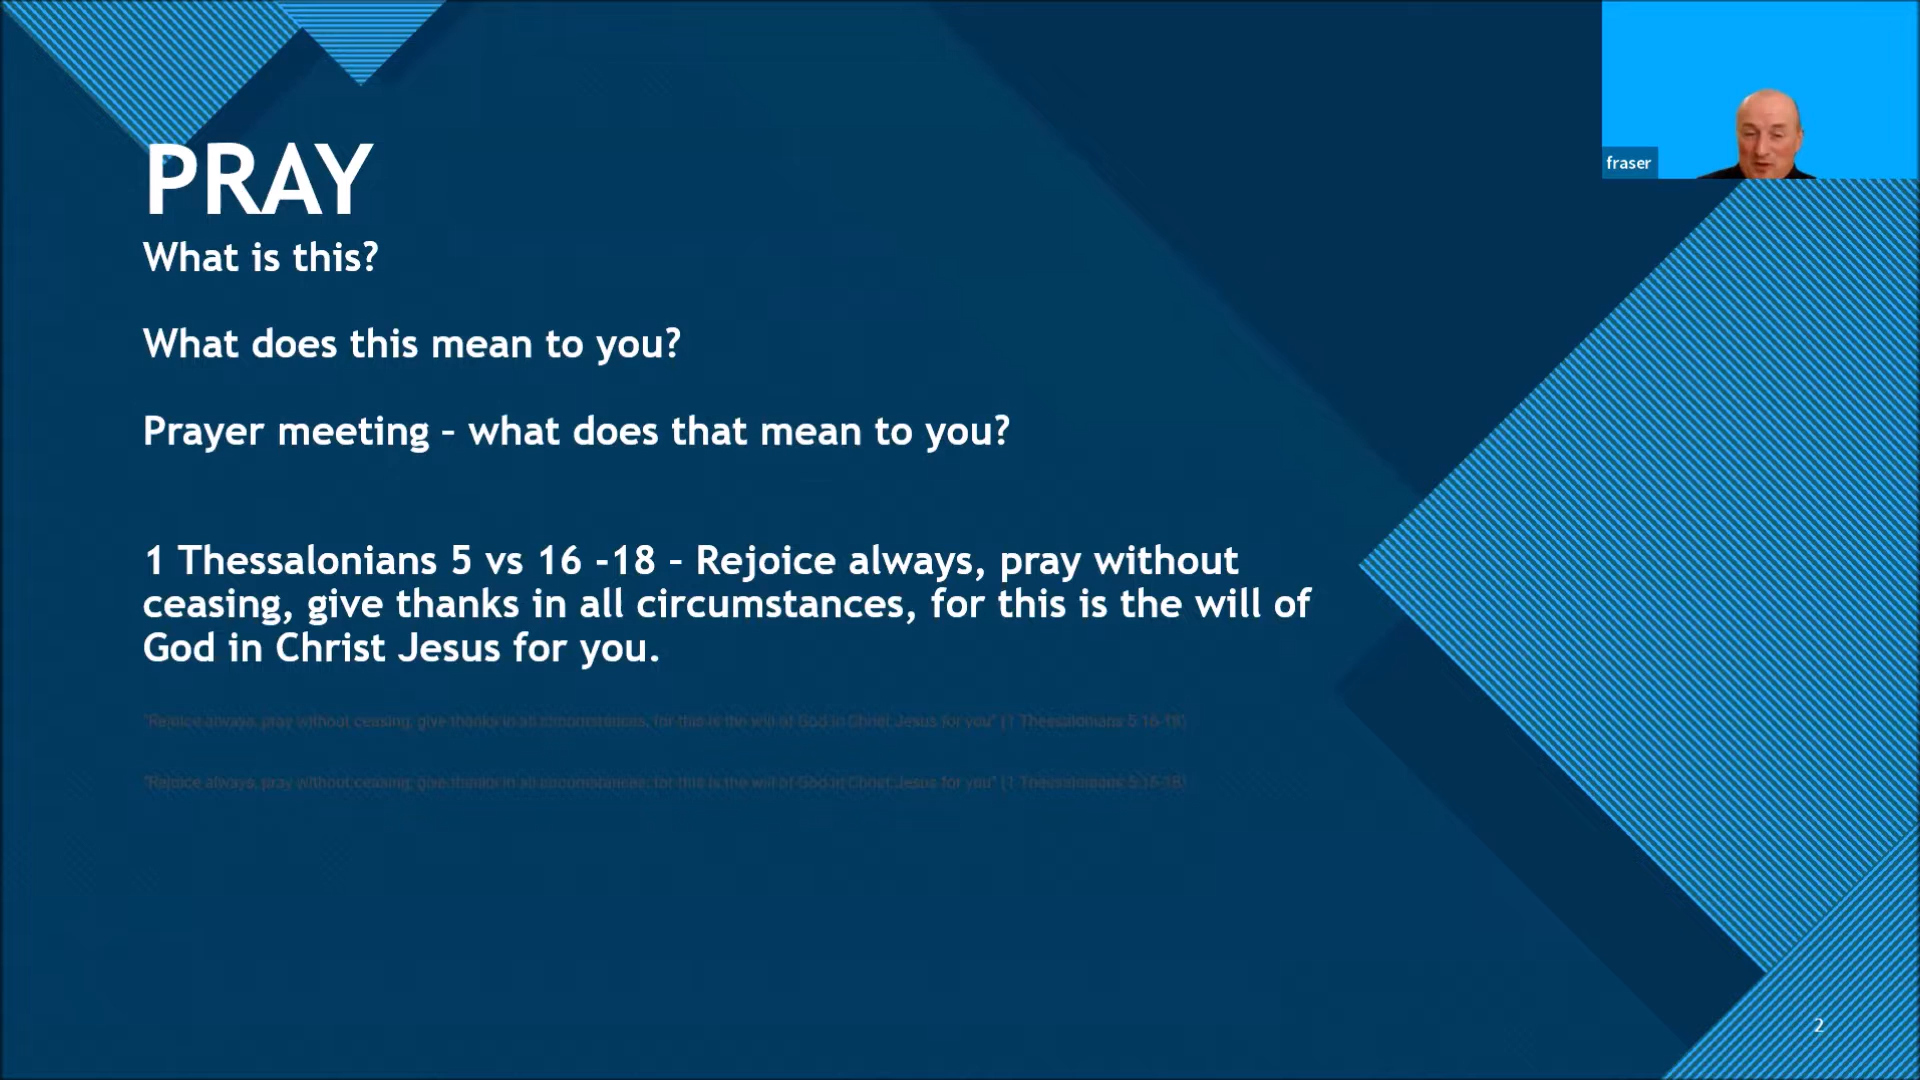 fraser
PRAY
What is this?
What does this mean to you?
Prayer meeting – what does that mean to you?
1 Thessalonians 5 vs 16 -18 – Rejoice always, pray without
ceasing, give thanks in all circumstances, for this is the will of
God in Christ Jesus for you.
"Rejoice always, pray without ceasing, give thanks in all circumstances, for this is the will of God in Christ Jesus for you" (1 Thessalonians 5:16-18)
"Rejoice always, pray without ceasing, give thanks in all circumstances, for this is the will of God in Christ Jesus for you" (1 Thessalonians 5:16-18)
2